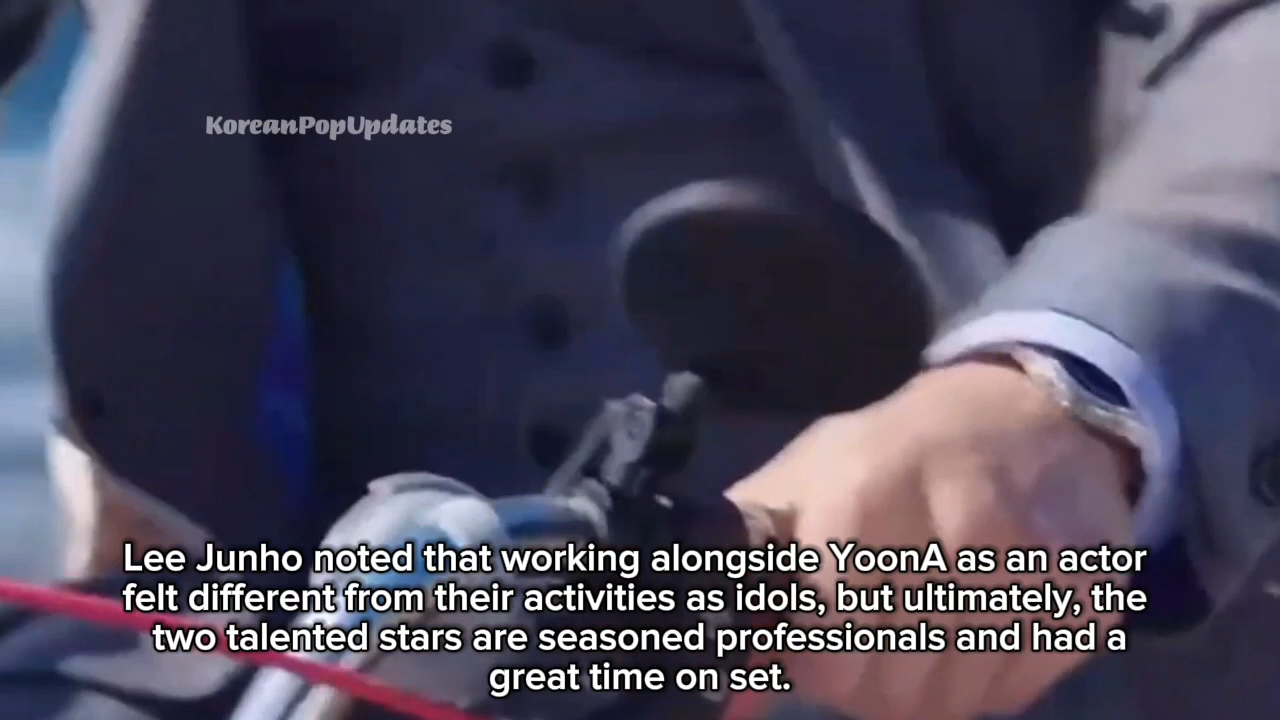 KoreanPopUpdates
Lee Junho noted that working alongside YoonA as an actor
felt different from their activities as idols, but ultimately, the
two talented stars are seasoned professionals and had a
great time on set.